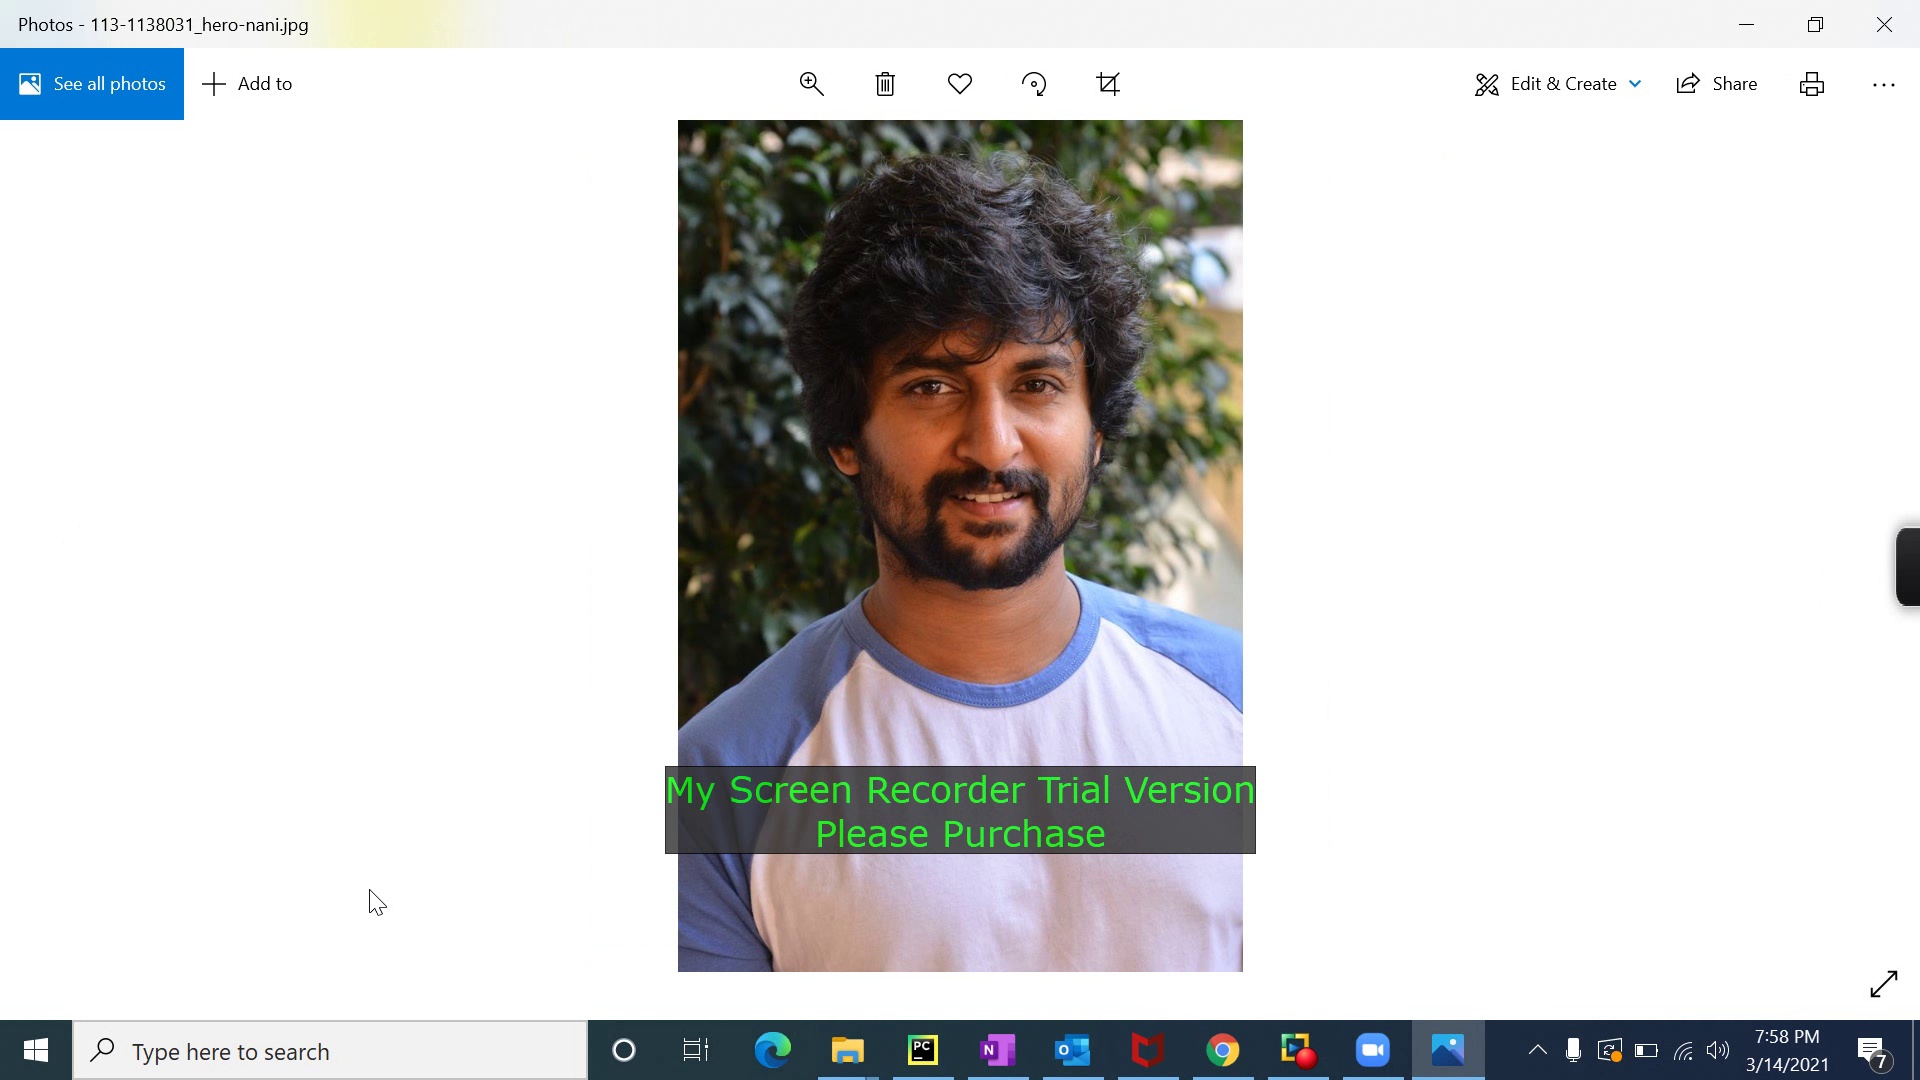 Photos - 113-1138031_hero-nani.jpg
See all photos
Add to
Edit & Create
Share
My Screen Recorder Trial Version
Please Purchase
Type here to search
PC
N
O
7:58 PM
3/14/2021
7